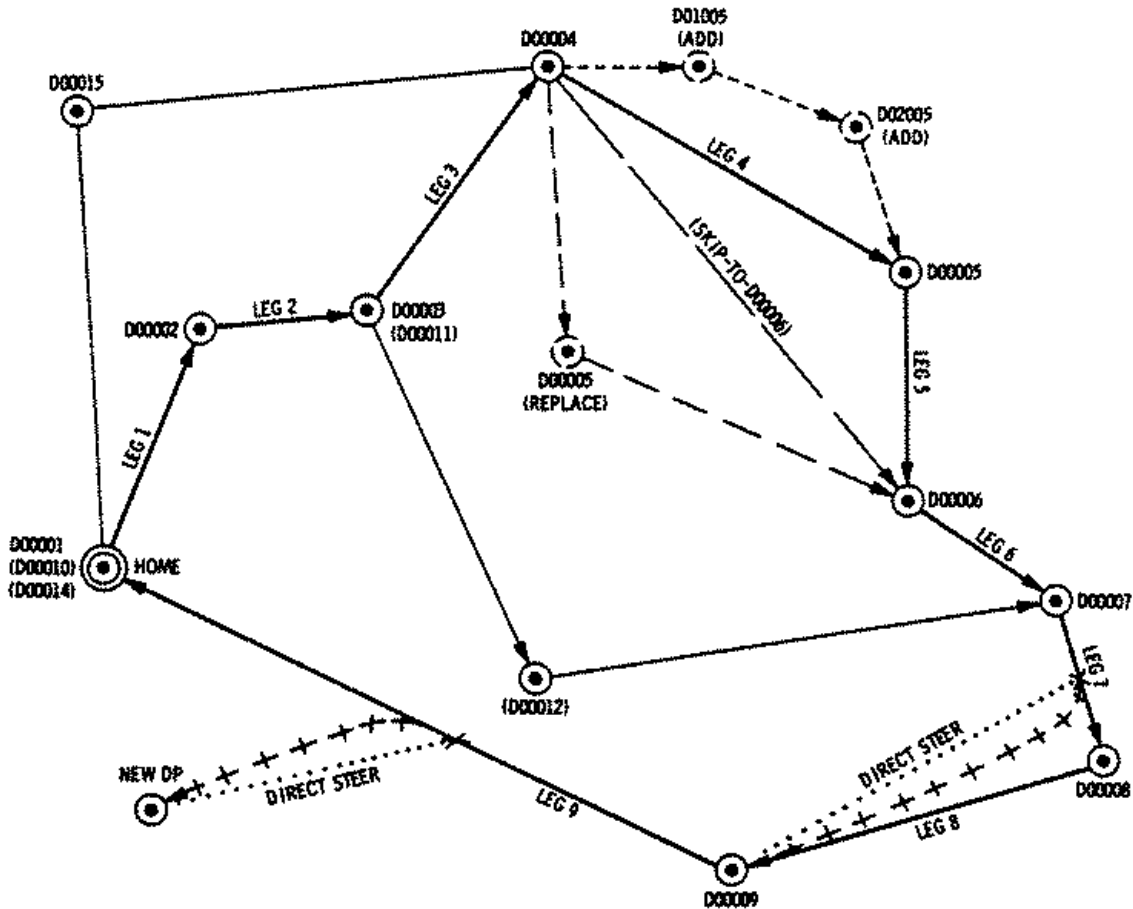 D01005
(ADD)
D00004
D00015
D02005
(ADD)
LEG 4
LEG 3
(SKIP-TO-D00006)
D00005
D00002
LEG 2
D00003
(D00011)
LEG 5
D00005
(REPLACE)
LEG 1
D00006
D00001
(D00010)
(D00014)
HOME
LEG 6
D00007
LEG 7
(D00012)
DIRECT STEER
NEW DP
DIRECT STEER
D00008
LEG 9
LEG 8
D00009